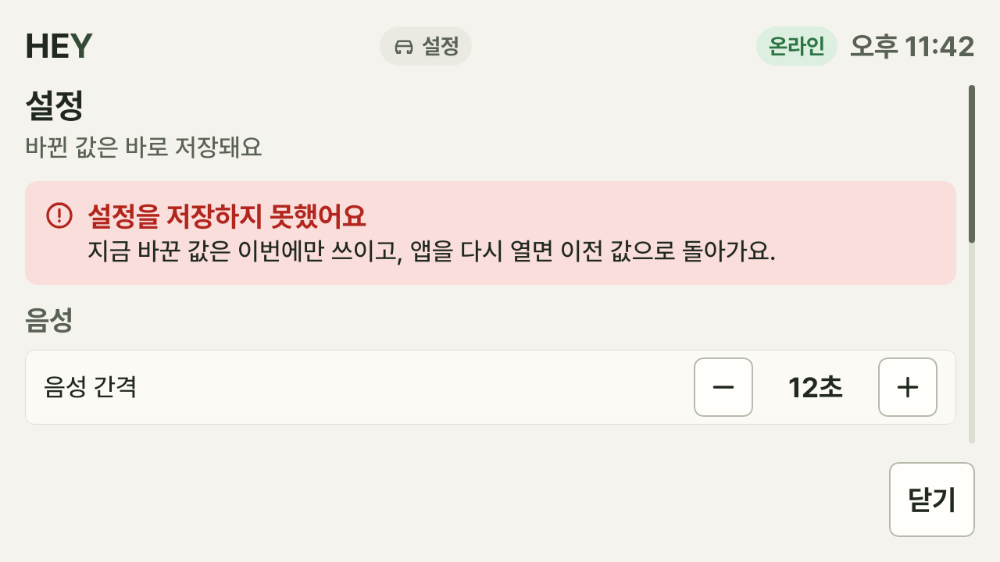 HEY
설정
온라인
오후 11:42
설정
바뀐 값은 바로 저장돼요
설정을 저장하지 못했어요
지금 바꾼 값은 이번에만 쓰이고, 앱을 다시 열면 이전 값으로 돌아가요.
음성
음성 간격
12초
닫기